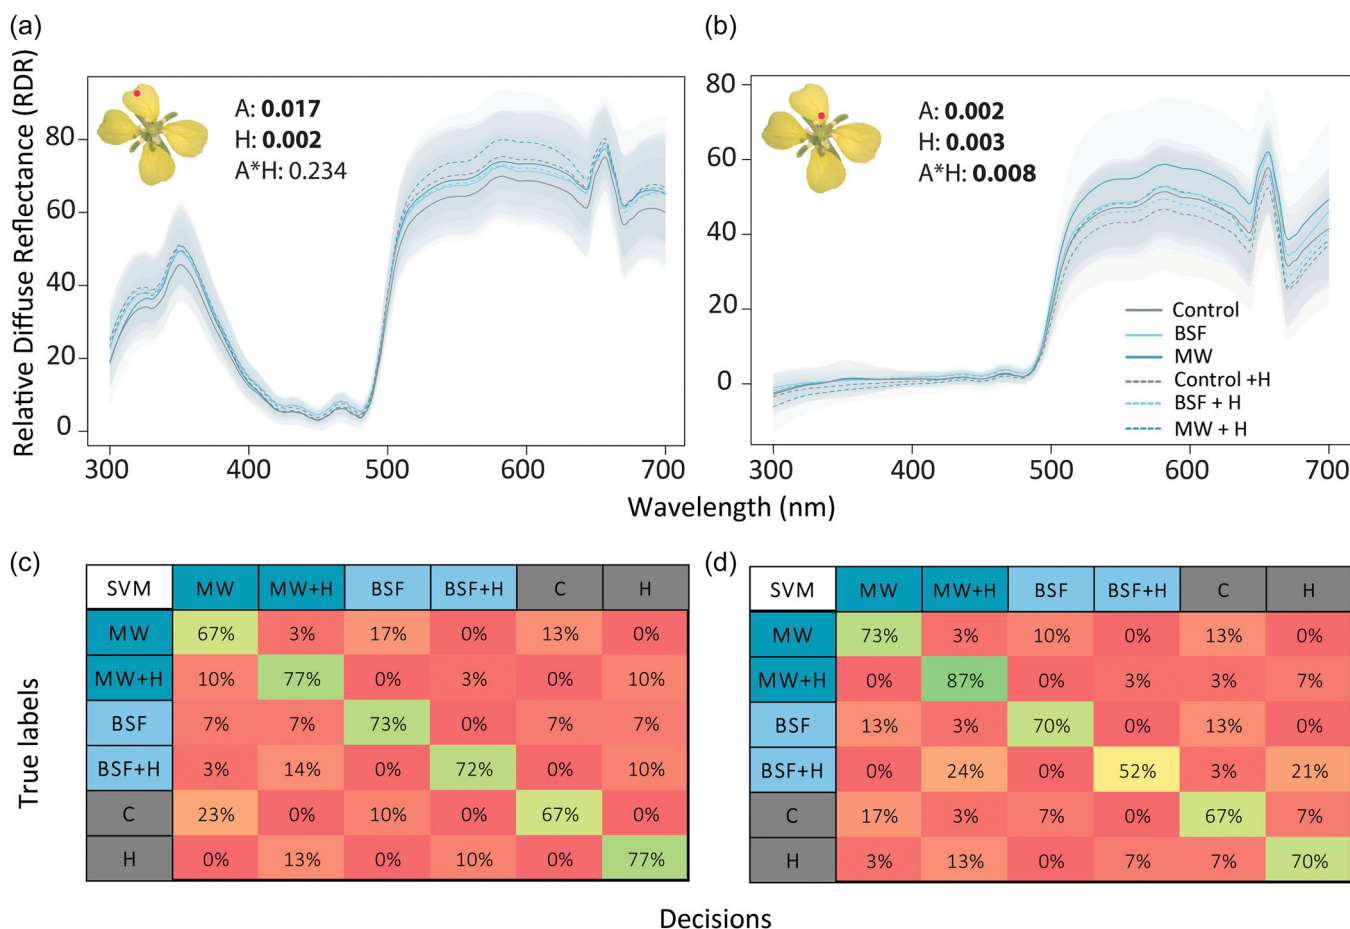 (a)
(b)
Relative Diffuse Reflectance (RDR)
A: 0.017
H: 0.002
A*H: 0.234
80
60
40
20
0
300
400
500
600
700
A: 0.002
H: 0.003
A*H: 0.008
80
60
40
20
0
Control
BSF
MW
Control +H
BSF + H
MW + H
300
400
500
600
700
Wavelength (nm)
(c)
SVM MW MW+H BSF BSF+H C H
MW 67% 3% 17% 0% 13% 0%
MW+H 10% 77% 0% 3% 0% 10%
BSF 7% 7% 73% 0% 7% 7%
BSF+H 3% 14% 0% 72% 0% 10%
C 23% 0% 10% 0% 67% 0%
H 0% 13% 0% 10% 0% 77%
True labels
(d)
SVM MW MW+H BSF BSF+H C H
MW 73% 3% 10% 0% 13% 0%
MW+H 0% 87% 0% 3% 3% 7%
BSF 13% 3% 70% 0% 13% 0%
BSF+H 0% 24% 0% 52% 3% 21%
C 17% 3% 7% 0% 67% 7%
H 3% 13% 0% 7% 7% 70%
Decisions